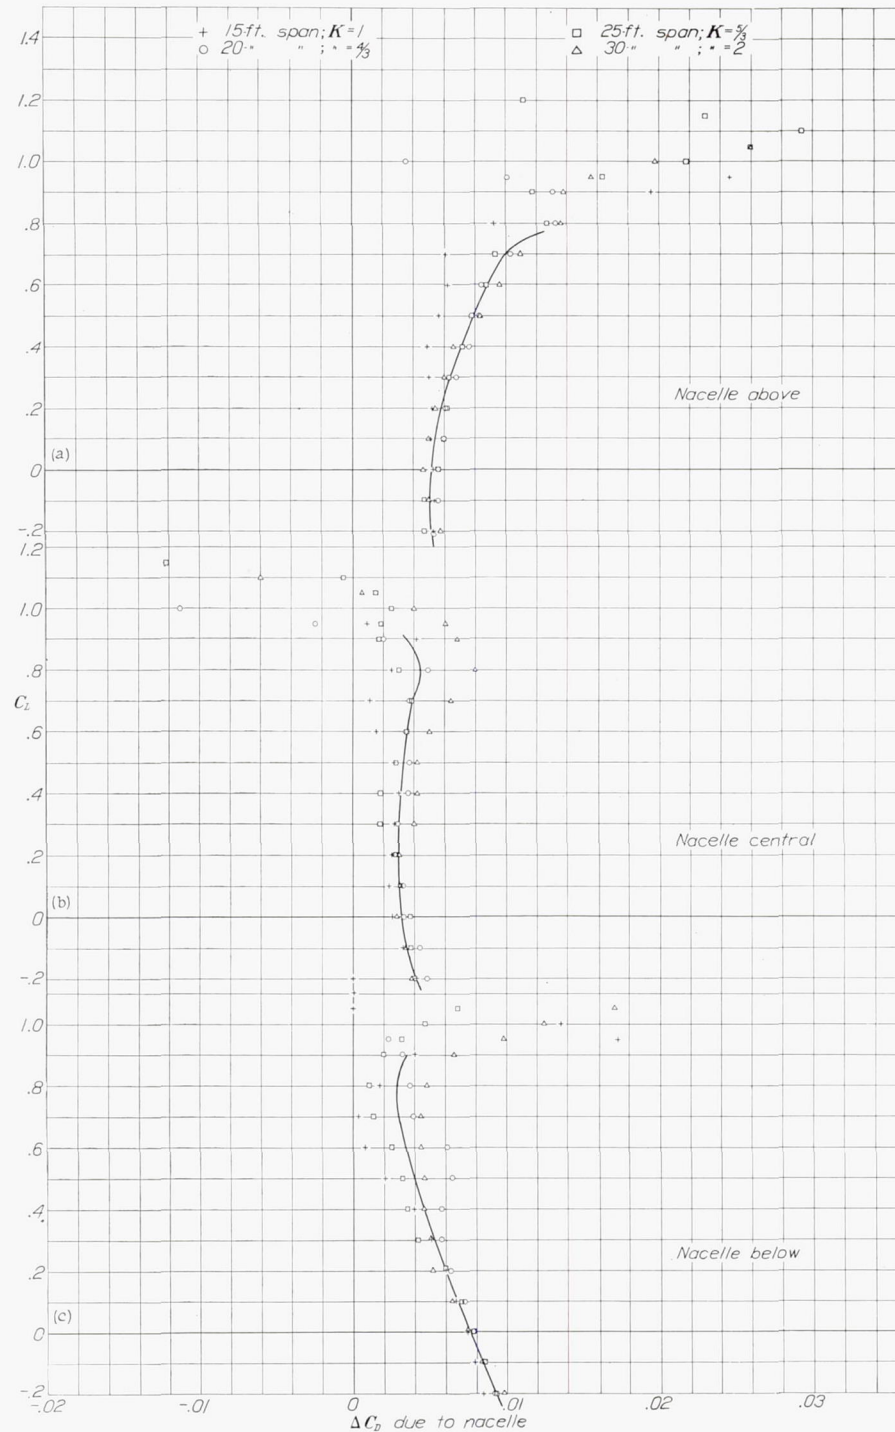 1.4
+ 15-ft. span; K=1
○ 20-" " ; " =4/3
□ 25-ft. span; K=5/3
△ 30-" " ; " =2
1.2
1.0
.8
.6
.4
Nacelle above
.2
(a)
0
-.2
1.2
1.0
.8
C_L
.6
.4
Nacelle central
.2
(b)
0
-.2
1.0
.8
.6
.4
Nacelle below
.2
(c)
0
-.2
-.02 -.01 0 .01 .02 .03
ΔC_D due to nacelle